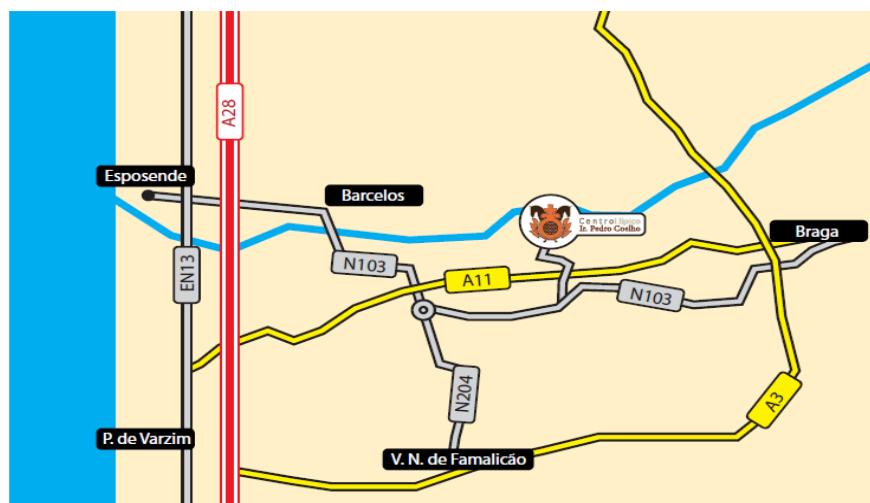 A28
Esposende
Barcelos
Centro Hípico
Ir. Pedro Coelho
Braga
EN13
N103
A11
N103
N204
A3
P. de Varzim
V. N. de Famalicão